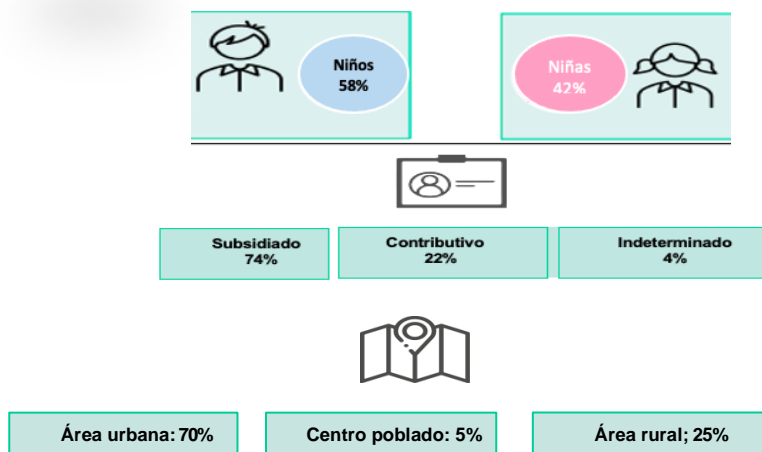 Niños
58%
Niñas
42%
Subsidiado
74%
Contributivo
22%
Indeterminado
4%
Área urbana: 70%
Centro poblado: 5%
Área rural; 25%